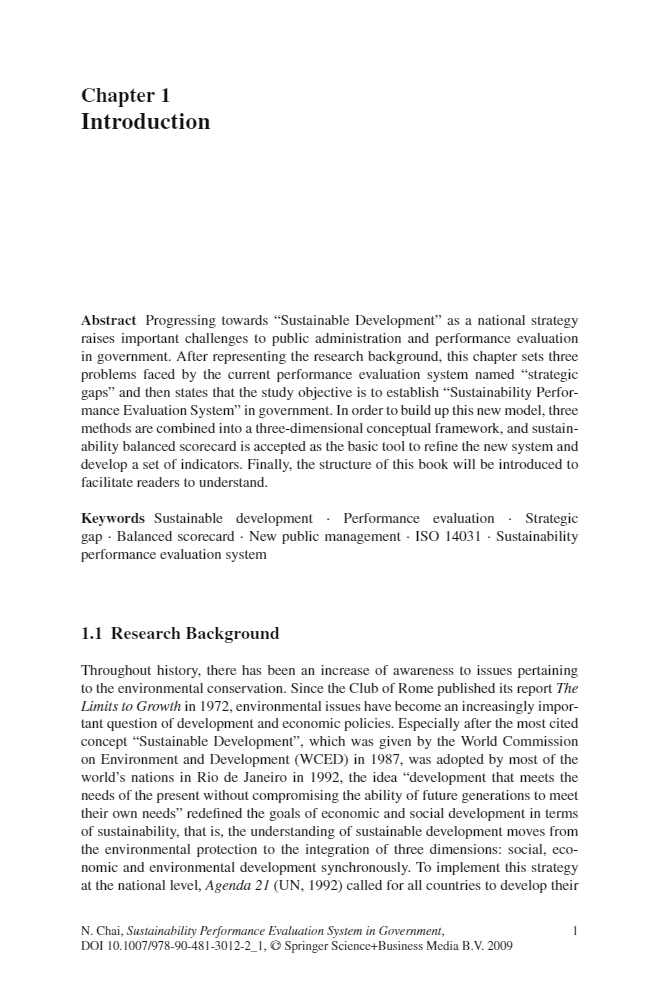 Chapter 1
Introduction
Abstract Progressing towards “Sustainable Development” as a national strategy
raises important challenges to public administration and performance evaluation
in government. After representing the research background, this chapter sets three
problems faced by the current performance evaluation system named “strategic
gaps” and then states that the study objective is to establish “Sustainability Perfor-
mance Evaluation System” in government. In order to build up this new model, three
methods are combined into a three-dimensional conceptual framework, and sustain-
ability balanced scorecard is accepted as the basic tool to refine the new system and
develop a set of indicators. Finally, the structure of this book will be introduced to
facilitate readers to understand.
Keywords Sustainable development · Performance evaluation · Strategic
gap · Balanced scorecard · New public management · ISO 14031 · Sustainability
performance evaluation system
1.1 Research Background
Throughout history, there has been an increase of awareness to issues pertaining
to the environmental conservation. Since the Club of Rome published its report The
Limits to Growth in 1972, environmental issues have become an increasingly impor-
tant question of development and economic policies. Especially after the most cited
concept “Sustainable Development”, which was given by the World Commission
on Environment and Development (WCED) in 1987, was adopted by most of the
world’s nations in Rio de Janeiro in 1992, the idea “development that meets the
needs of the present without compromising the ability of future generations to meet
their own needs” redefined the goals of economic and social development in terms
of sustainability, that is, the understanding of sustainable development moves from
the environmental protection to the integration of three dimensions: social, eco-
nomic and environmental development synchronously. To implement this strategy
at the national level, Agenda 21 (UN, 1992) called for all countries to develop their
N. Chai, Sustainability Performance Evaluation System in Government, 1
DOI 10.1007/978-90-481-3012-2_1, © Springer Science+Business Media B.V. 2009